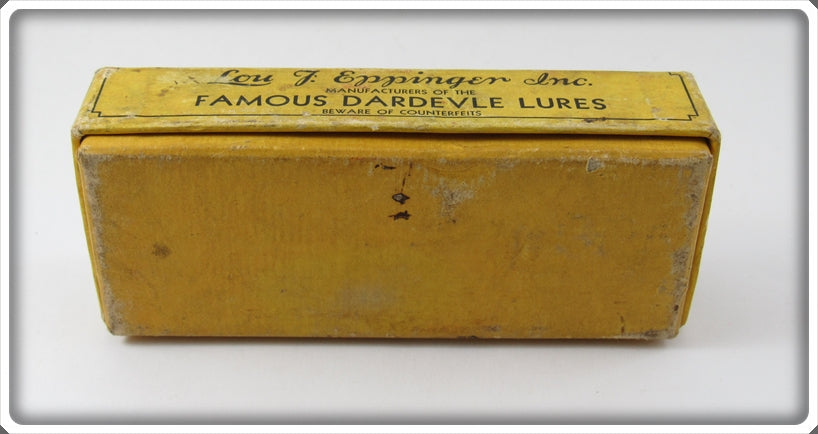 Lou J. Eppinger Inc.
MANUFACTURERS OF THE
FAMOUS DARDEVLE LURES
BEWARE OF COUNTERFEITS